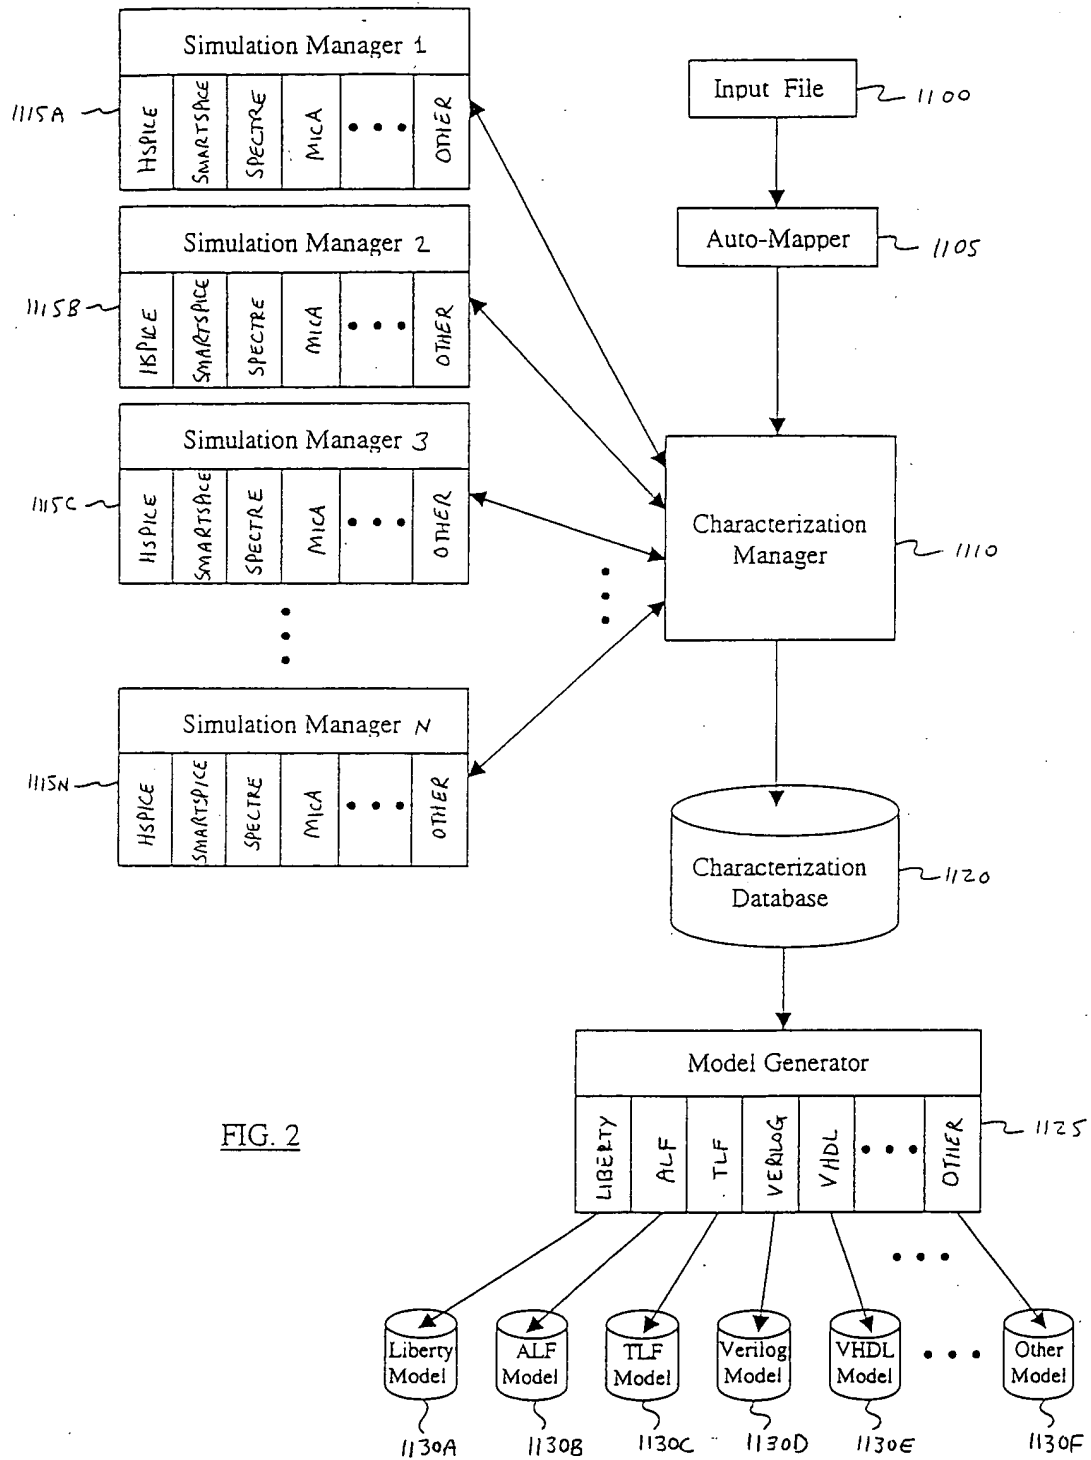 Simulation Manager 1
1115A
HSPICE
SMARTSPICE
SPECTRE
MICA
OTHER
Input File
1100
Auto-Mapper
1105
Simulation Manager 2
1115B
HSPICE
SMARTSPICE
SPECTRE
MICA
OTHER
Simulation Manager 3
1115C
HSPICE
SMARTSPICE
SPECTRE
MICA
OTHER
Characterization
Manager
1110
Simulation Manager N
1115N
HSPICE
SMARTSPICE
SPECTRE
MICA
OTHER
Characterization
Database
1120
Model Generator
LIBERTY
ALF
TLF
VERILOG
VHDL
OTHER
1125
FIG. 2
Liberty
Model
ALF
Model
TLF
Model
Verilog
Model
VHDL
Model
Other
Model
1130A
1130B
1130C
1130D
1130E
1130F